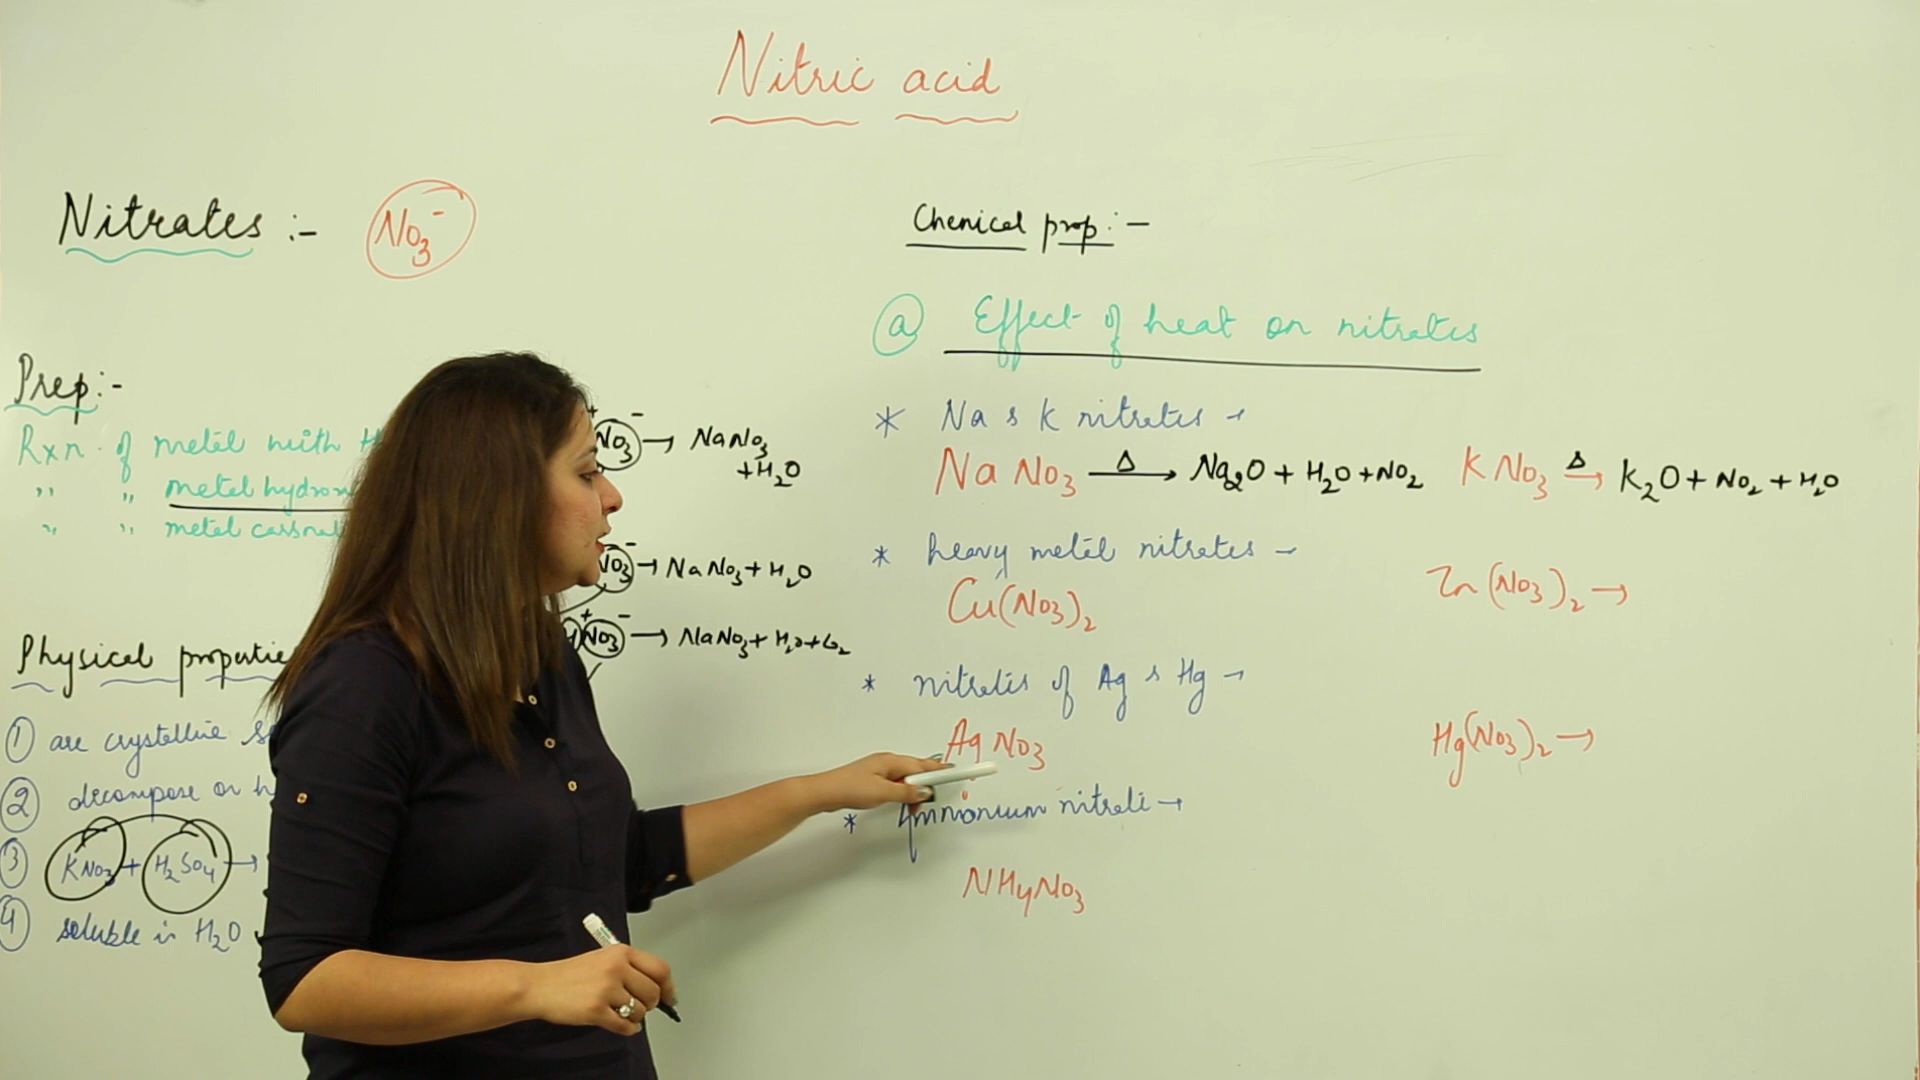 Nitric acid
Nitrates :- NO3-
Prep:-
Rxn. of metal with H
,, ,, metal hydrox
,, ,, metal carbonat
+ -
NO3 → NaNO3
+H2O
-
NO3 → NaNO3 + H2O
+ -
NO3 → NaNO3 + H2O + CO2
Physical propertie
① are crystalline s
② decompose on h
③ KNO3 + H2SO4 →
④ soluble in H2O
Chenical prop:-
ⓐ Effect of heat on nitrates
* Na & K nitrates →
NaNO3 —Δ→ Na2O + H2O + NO2 KNO3 —Δ→ K2O + NO2 + H2O
* heavy metal nitrates -
Cu(NO3)2 Zn(NO3)2 →
* nitrates of Ag & Hg →
AgNO3 Hg(NO3)2 →
* Ammonium nitrate →
NH4NO3